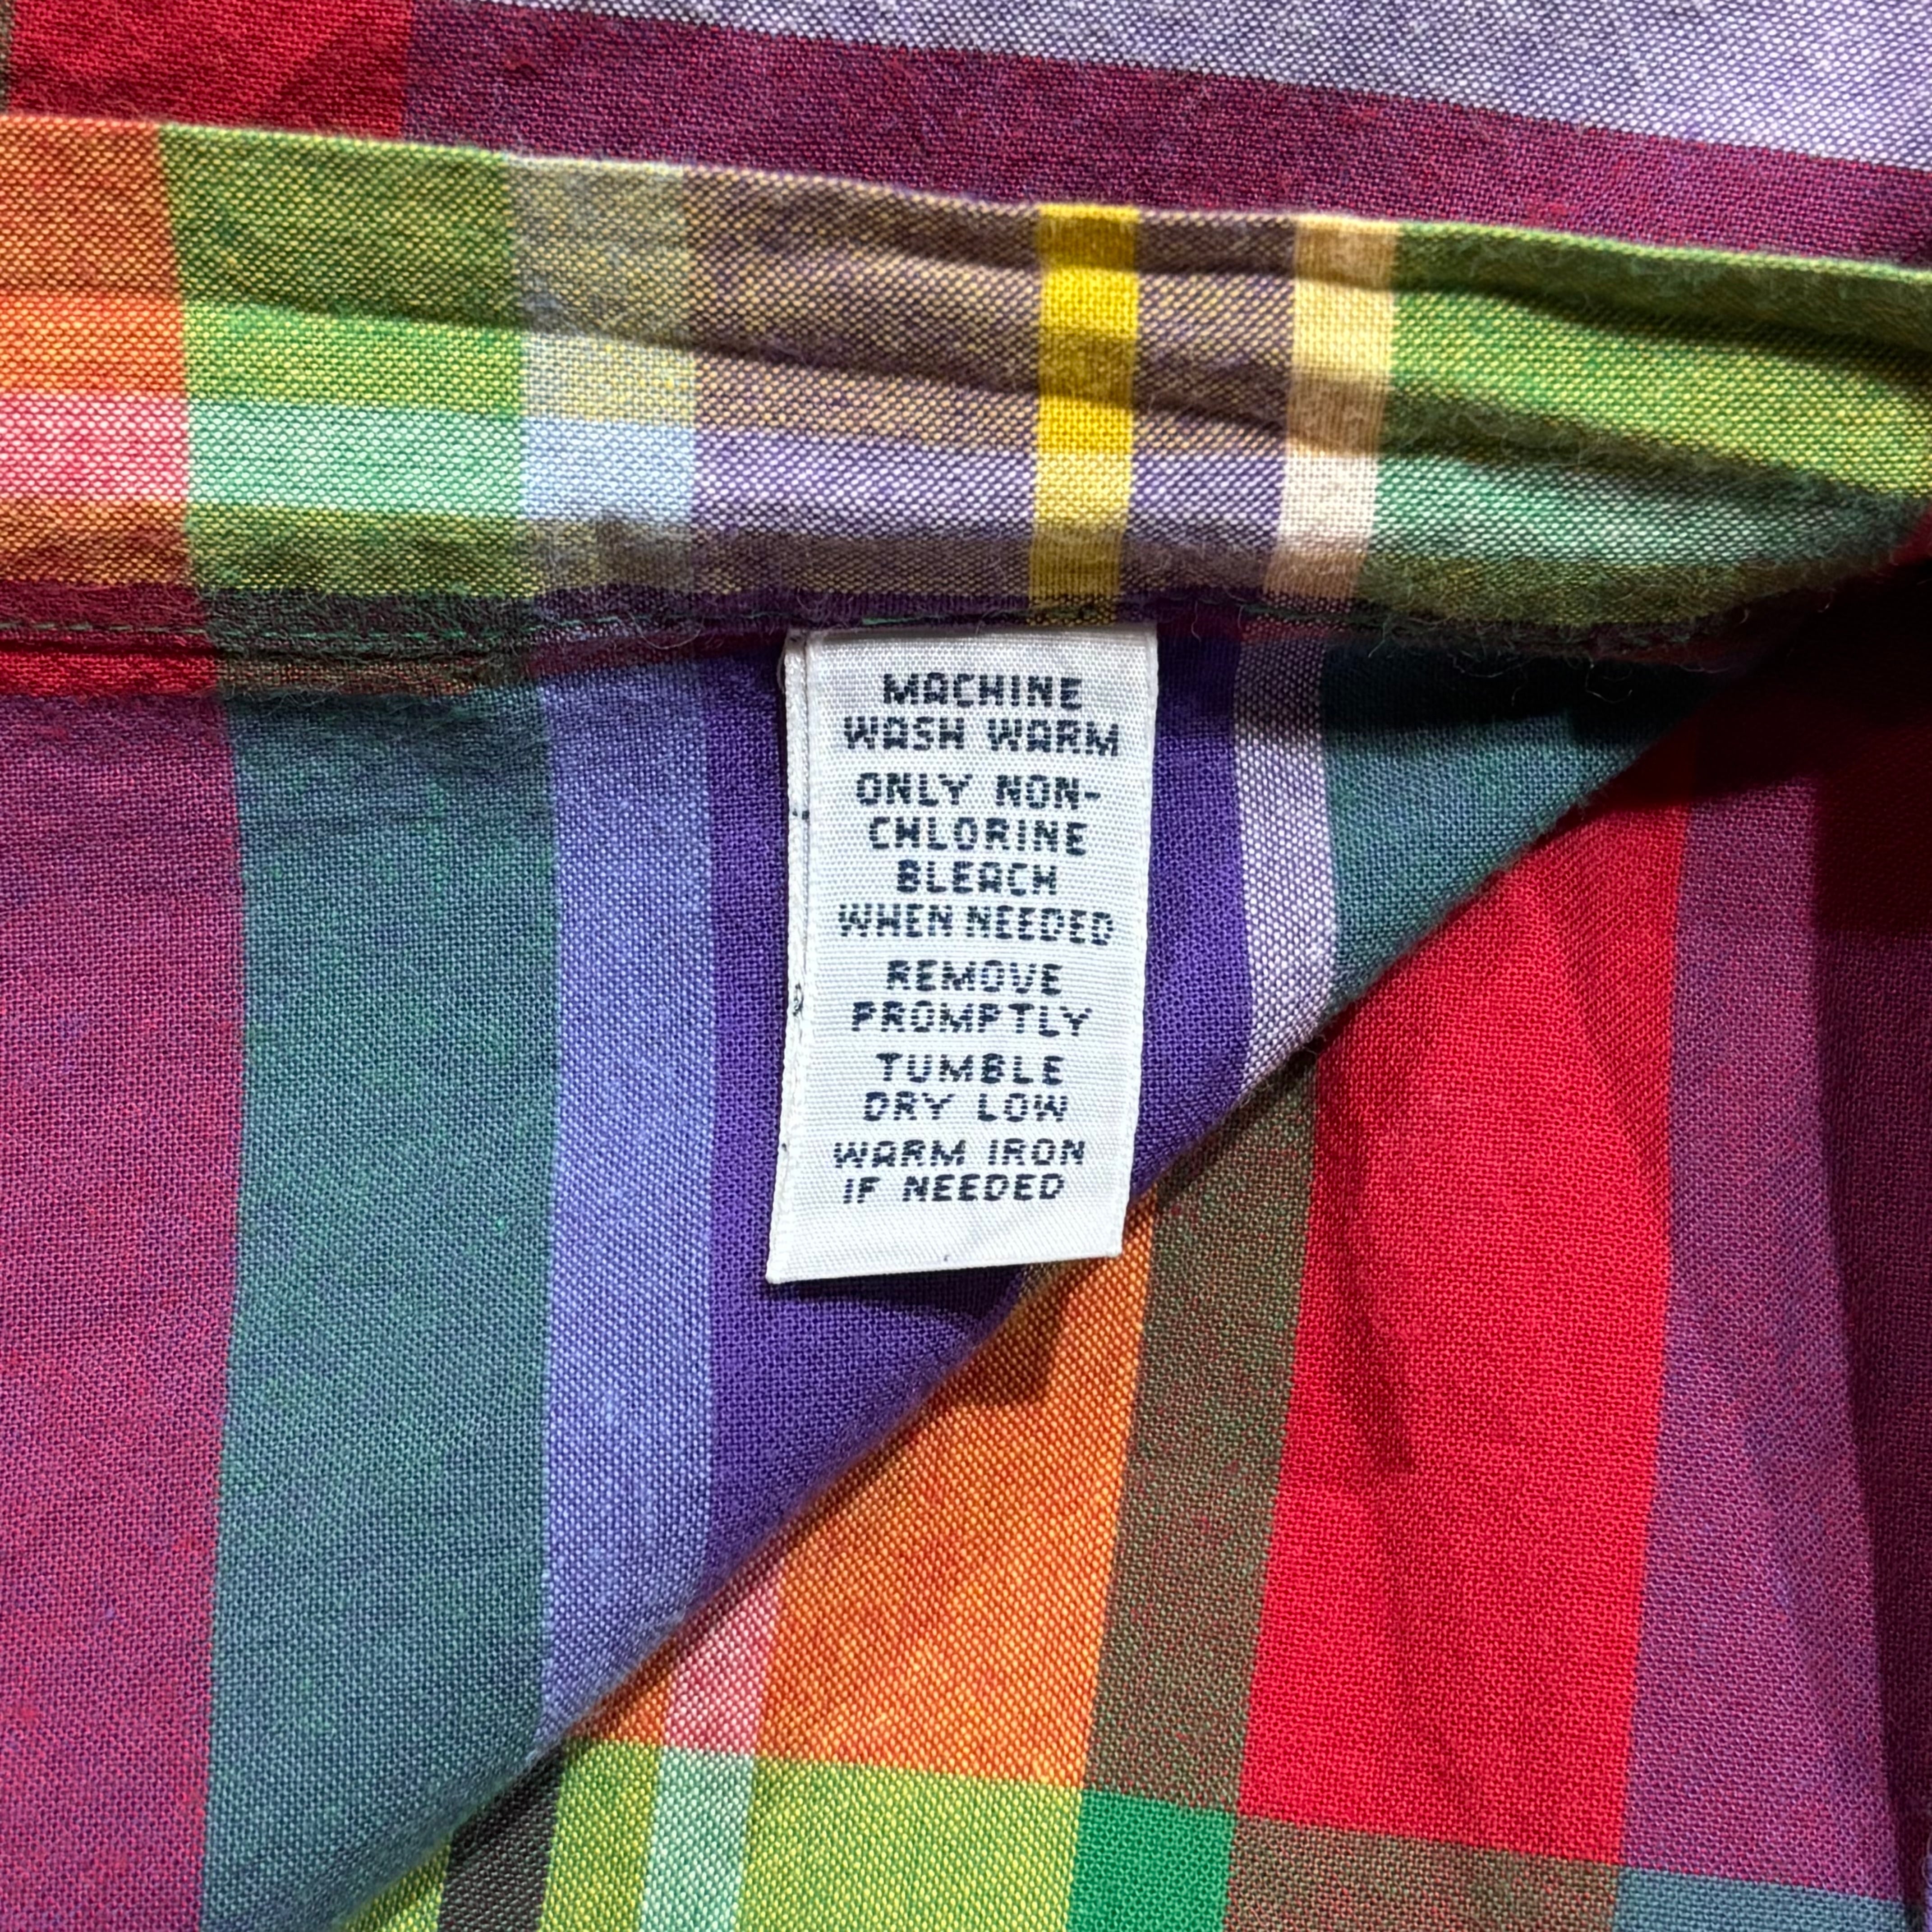 MACHINE
WASH WARM
ONLY NON-
CHLORINE
BLEACH
WHEN NEEDED
REMOVE
PROMPTLY
TUMBLE
DRY LOW
WARM IRON
IF NEEDED